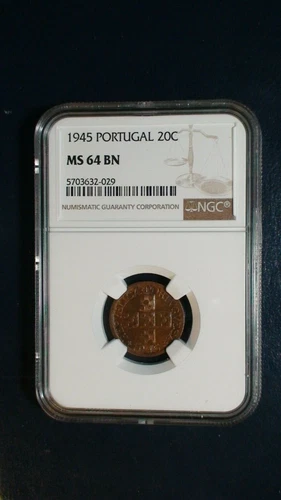 1945 PORTUGAL 20C
MS 64 BN
5703632-029
NUMISMATIC GUARANTY CORPORATION
NGC®